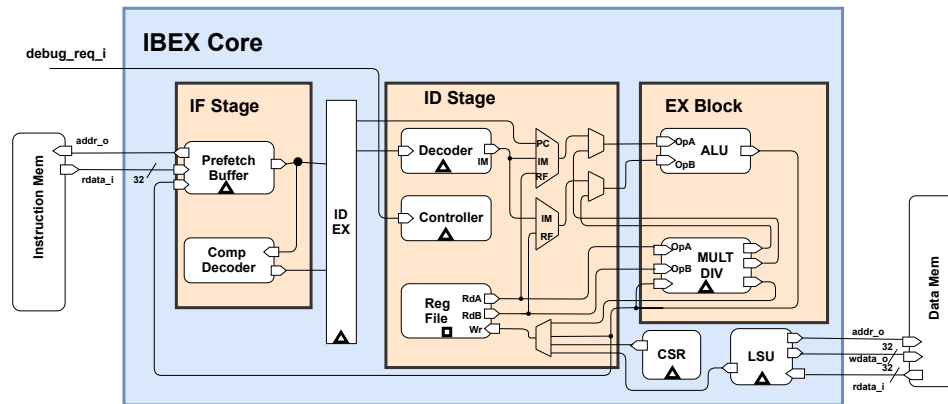 IBEX Core
debug_req_i
IF Stage
ID Stage
EX Block
Instruction Mem
addr_o
rdata_i
32
Prefetch
Buffer
Comp
Decoder
ID
EX
Decoder
IM
Controller
Reg
File
RdA
RdB
Wr
PC
IM
RF
IM
RF
OpA
OpB
ALU
OpA
OpB
MULT
DIV
CSR
LSU
addr_o
32
wdata_o
32
rdata_i
Data Mem